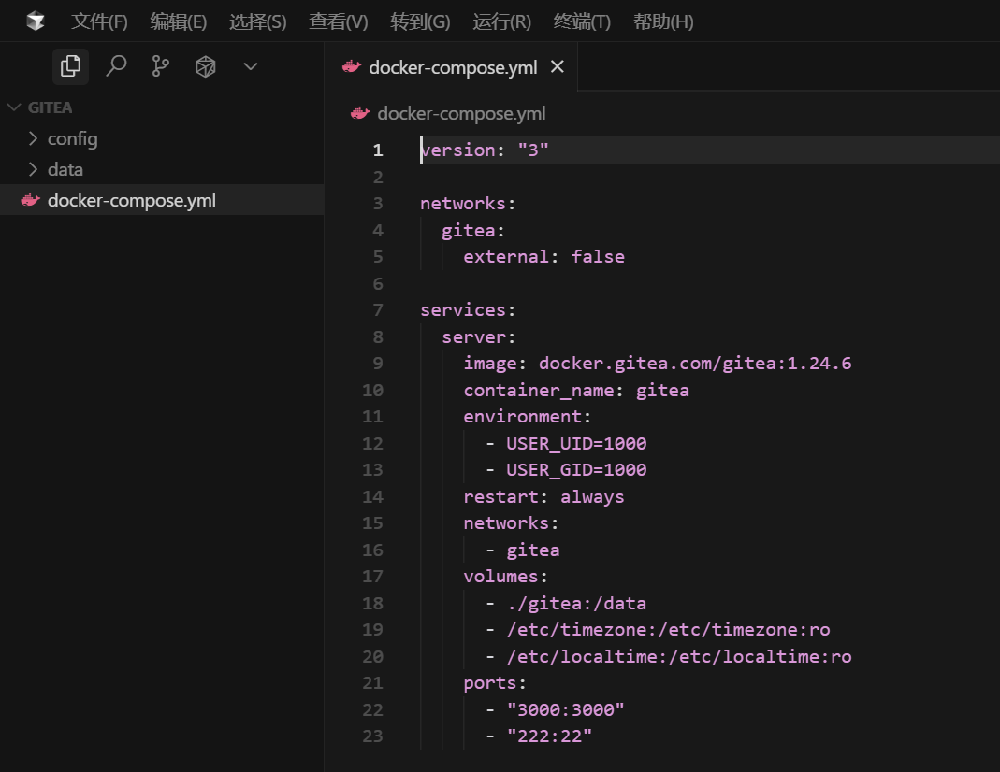 文件(F) 编辑(E) 选择(S) 查看(V) 转到(G) 运行(R) 终端(T) 帮助(H)
docker-compose.yml
GITEA
config
data
docker-compose.yml
docker-compose.yml
1 version: "3"
2
3 networks:
4   gitea:
5     external: false
6
7 services:
8   server:
9     image: docker.gitea.com/gitea:1.24.6
10     container_name: gitea
11     environment:
12       - USER_UID=1000
13       - USER_GID=1000
14     restart: always
15     networks:
16       - gitea
17     volumes:
18       - ./gitea:/data
19       - /etc/timezone:/etc/timezone:ro
20       - /etc/localtime:/etc/localtime:ro
21     ports:
22       - "3000:3000"
23       - "222:22"